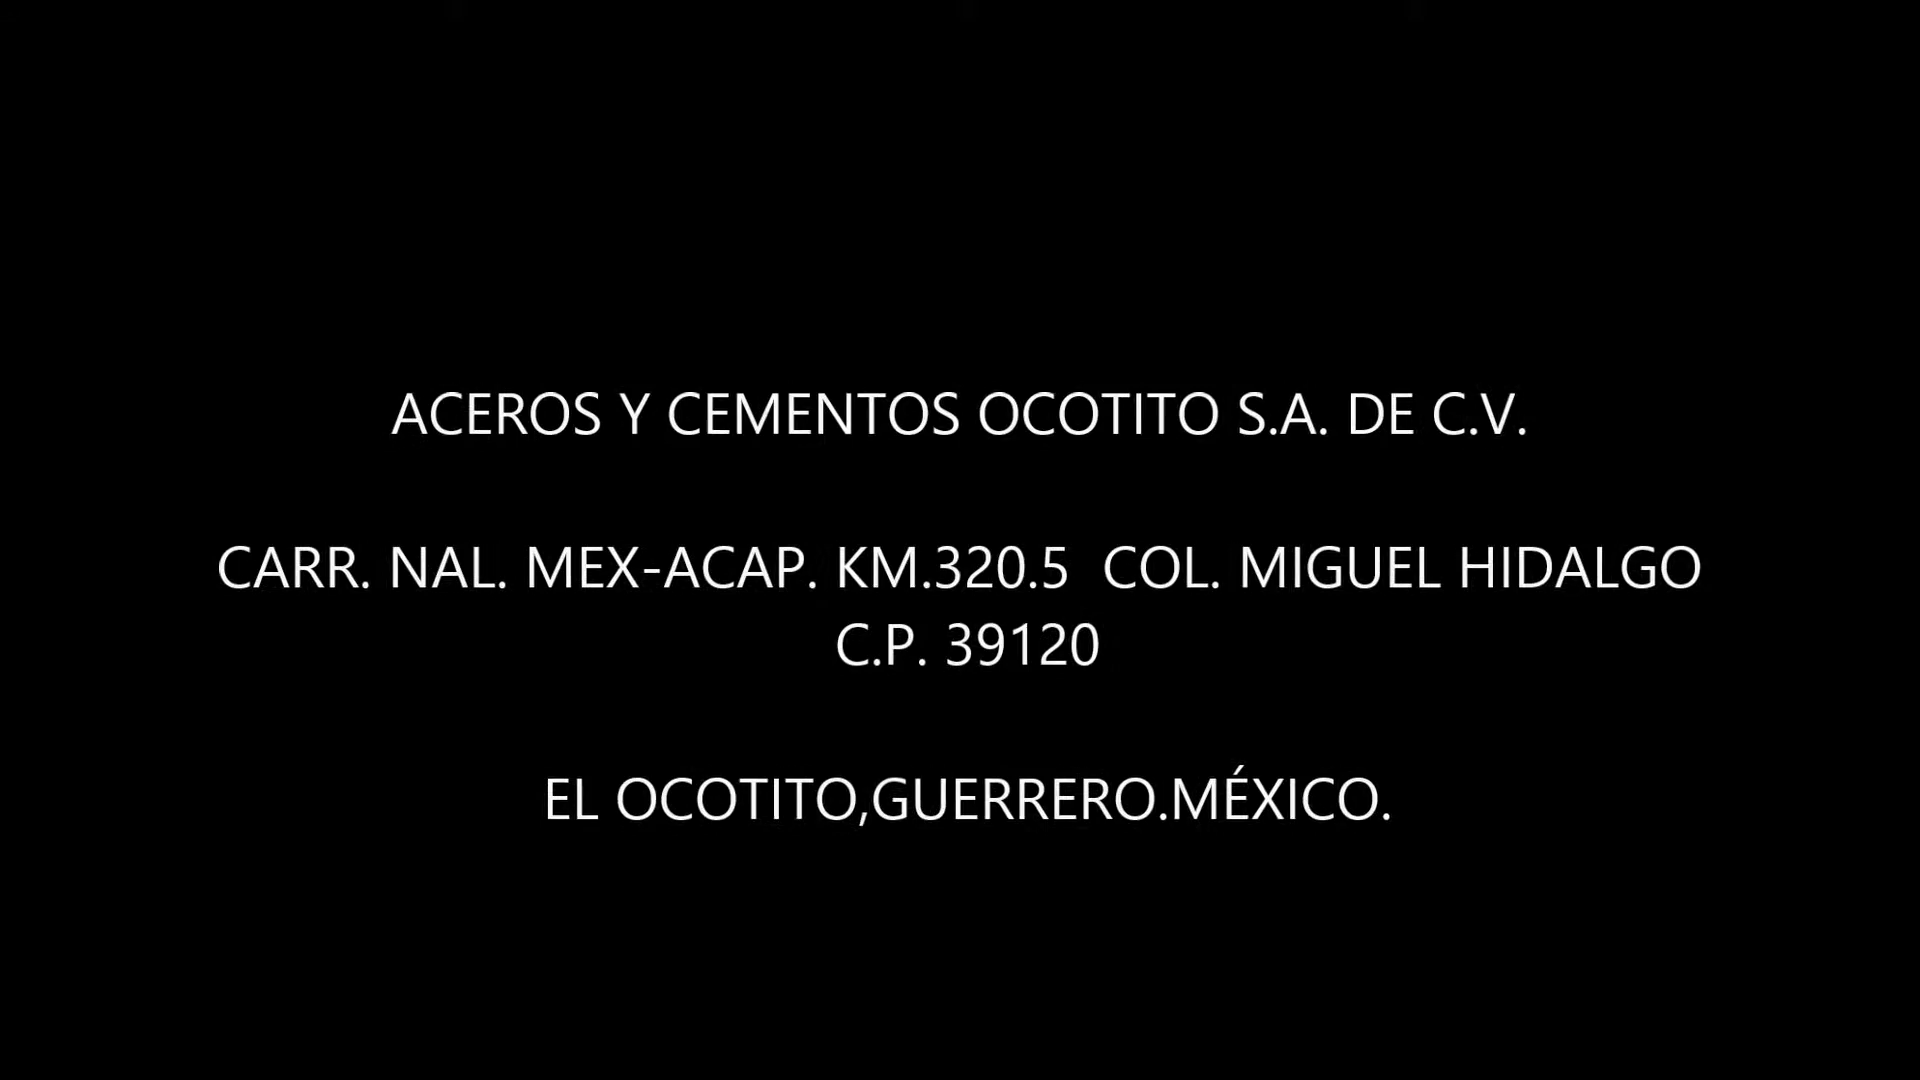 ACEROS Y CEMENTOS OCOTITO S.A. DE C.V.
CARR. NAL. MEX-ACAP. KM.320.5  COL. MIGUEL HIDALGO
C.P. 39120
EL OCOTITO,GUERRERO.MÉXICO.